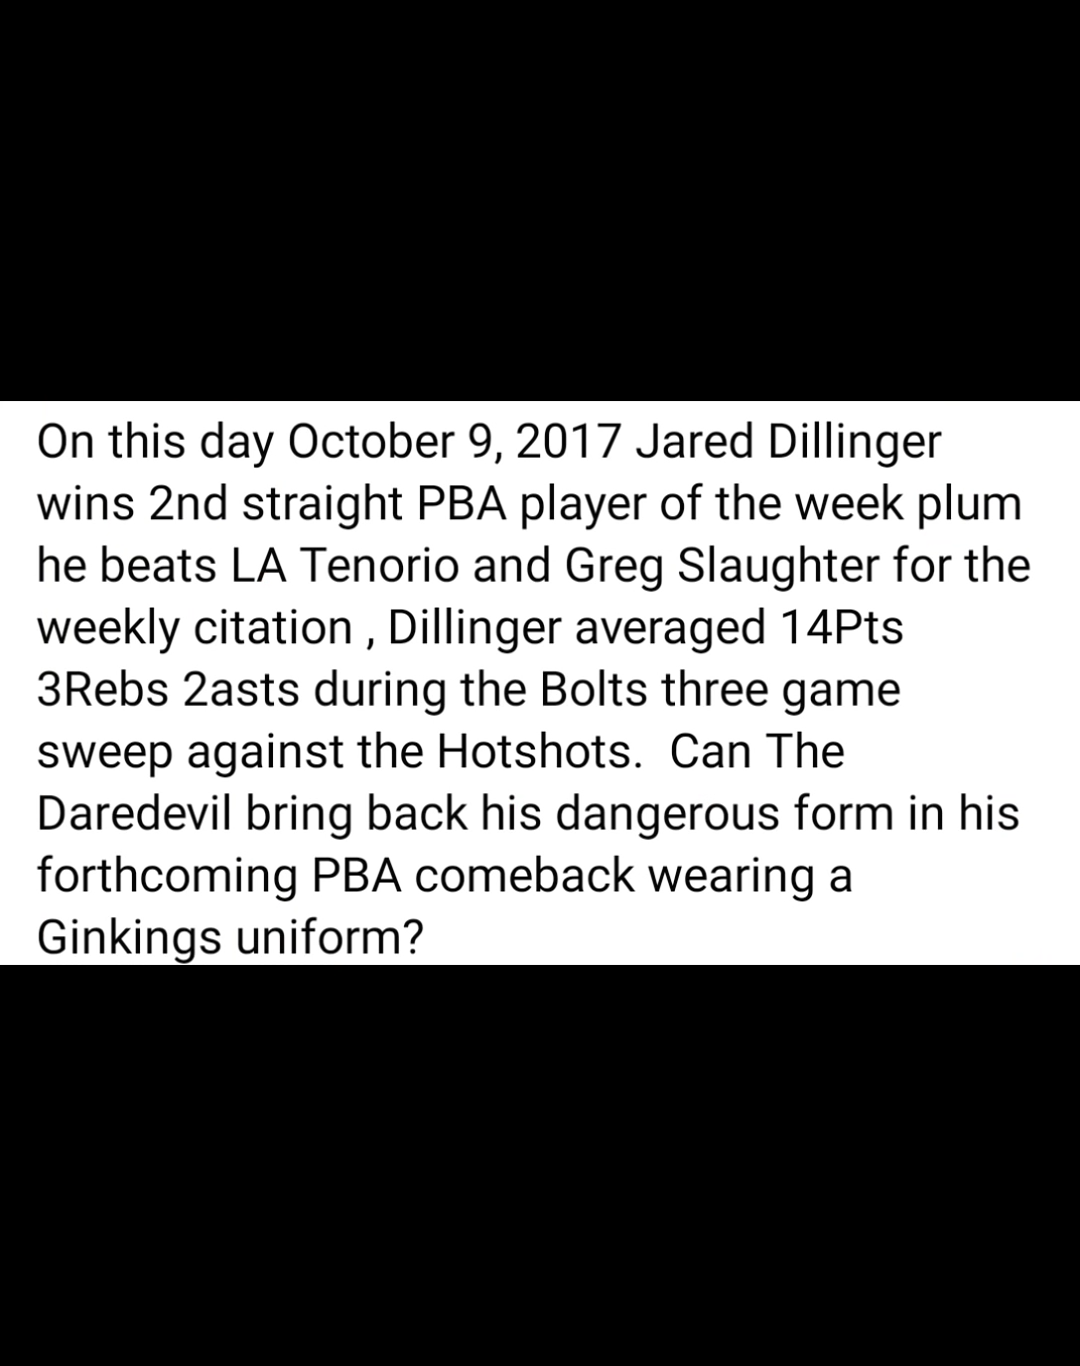 On this day October 9, 2017 Jared Dillinger
wins 2nd straight PBA player of the week plum
he beats LA Tenorio and Greg Slaughter for the
weekly citation , Dillinger averaged 14Pts
3Rebs 2asts during the Bolts three game
sweep against the Hotshots.  Can The
Daredevil bring back his dangerous form in his
forthcoming PBA comeback wearing a
Ginkings uniform?